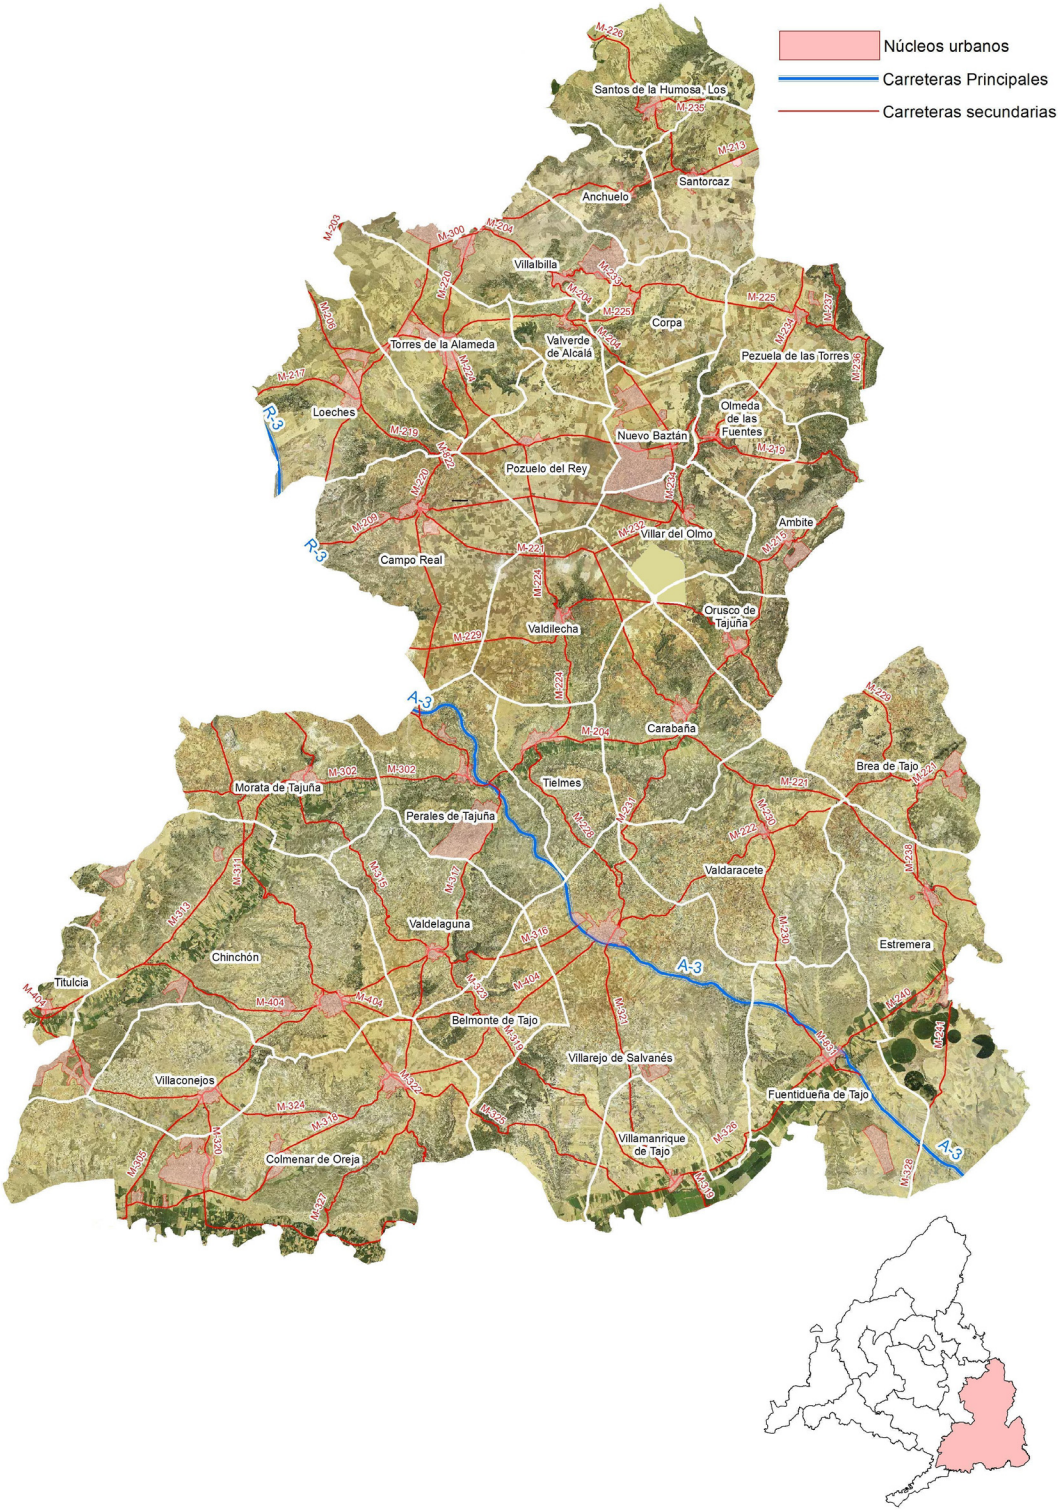 Núcleos urbanos
Carreteras Principales
Carreteras secundarias
M-226
Santos de la Humosa, Los
M-235
M-213
Santorcaz
Anchuelo
M-203
M-300
M-204
Villalbilla
M-233
M-220
M-204
M-225
M-225
M-237
M-206
Corpa
M-234
M-204
Torres de la Alameda
Valverde
de Alcalá
Pezuela de las Torres
M-236
M-224
M-217
R-3
Loeches
Olmeda
de las
Fuentes
M-219
Nuevo Baztán
M-219
M-822
Pozuelo del Rey
M-220
M-234
M-209
Ambite
M-232
Villar del Olmo
M-215
R-3
Campo Real
M-221
M-224
Orusco de
Tajuña
Valdilecha
M-229
M-224
A-3
M-229
M-204
Carabaña
Brea de Tajo
M-221
M-302
M-302
Tielmes
M-221
Morata de Tajuña
Perales de Tajuña
M-231
M-230
M-228
M-222
M-238
M-311
M-315
M-317
Valdaracete
M-313
Valdelaguna
M-230
M-316
Estremera
Chinchón
A-3
Titulcia
M-404
M-404
M-404
M-323
M-404
M-240
M-321
Belmonte de Tajo
M-241
M-319
M-831
Villarejo de Salvanés
Villaconejos
M-322
Fuentidueña de Tajo
M-324
M-318
M-325
M-320
Villamanrique
de Tajo
M-326
A-3
M-305
Colmenar de Oreja
M-328
M-319
M-327